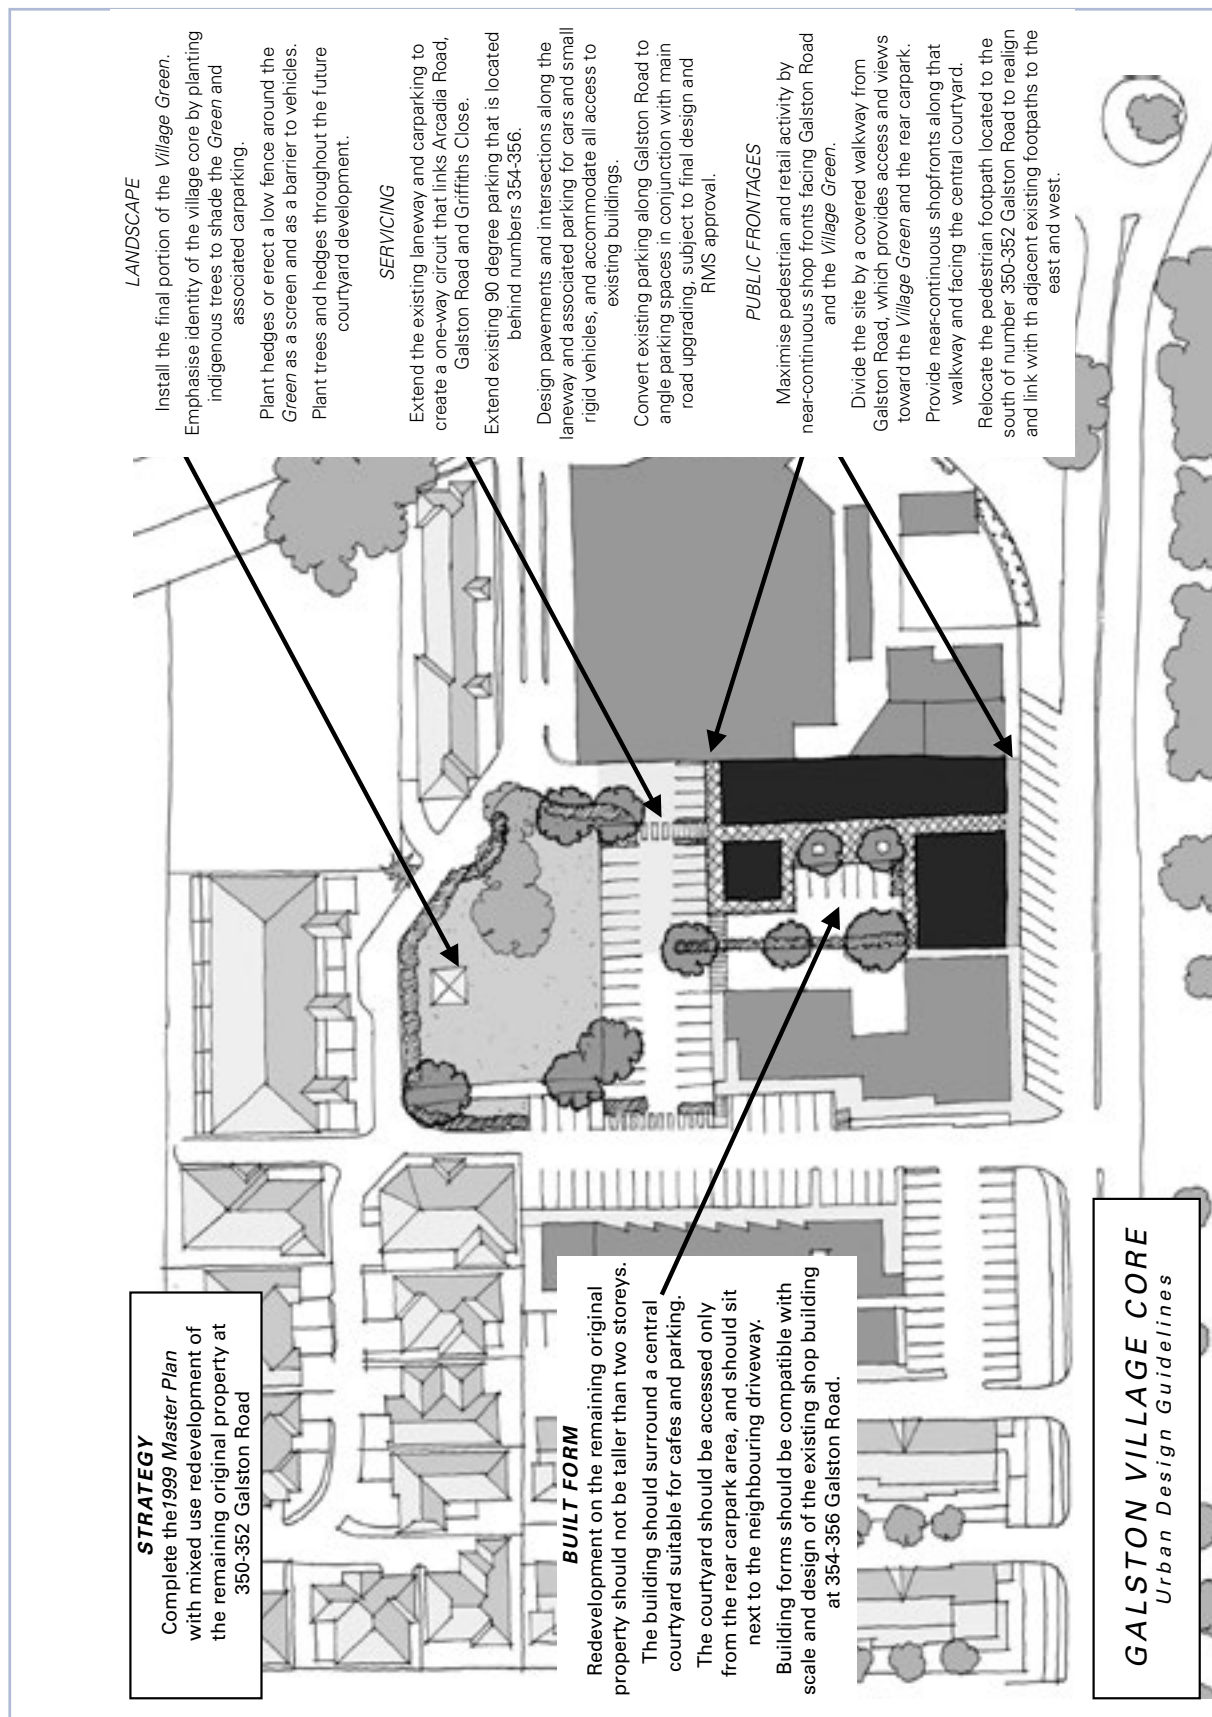 STRATEGY
Complete the1999 Master Plan
with mixed use redevelopment of
the remaining original property at
350-352 Galston Road
BUILT FORM
Redevelopment on the remaining original
property should not be taller than two storeys.
The building should surround a central
courtyard suitable for cafes and parking.
The courtyard should be accessed only
from the rear carpark area, and should sit
next to the neighbouring driveway.
Building forms should be compatible with
scale and design of the existing shop building
at 354-356 Galston Road.
LANDSCAPE
Install the final portion of the Village Green.
Emphasise identity of the village core by planting
indigenous trees to shade the Green and
associated carparking.
Plant hedges or erect a low fence around the
Green as a screen and as a barrier to vehicles.
Plant trees and hedges throughout the future
courtyard development.
SERVICING
Extend the existing laneway and carparking to
create a one-way circuit that links Arcadia Road,
Galston Road and Griffiths Close.
Extend existing 90 degree parking that is located
behind numbers 354-356.
Design pavements and intersections along the
laneway and associated parking for cars and small
rigid vehicles, and accommodate all access to
existing buildings.
Convert existing parking along Galston Road to
angle parking spaces in conjunction with main
road upgrading, subject to final design and
RMS approval.
PUBLIC FRONTAGES
Maximise pedestrian and retail activity by
near-continuous shop fronts facing Galston Road
and the Village Green.
Divide the site by a covered walkway from
Galston Road, which provides access and views
toward the Village Green and the rear carpark.
Provide near-continuous shopfronts along that
walkway and facing the central courtyard.
Relocate the pedestrian footpath located to the
south of number 350-352 Galston Road to realign
and link with th adjacent existing footpaths to the
east and west.
GALSTON VILLAGE CORE
Urban Design Guidelines